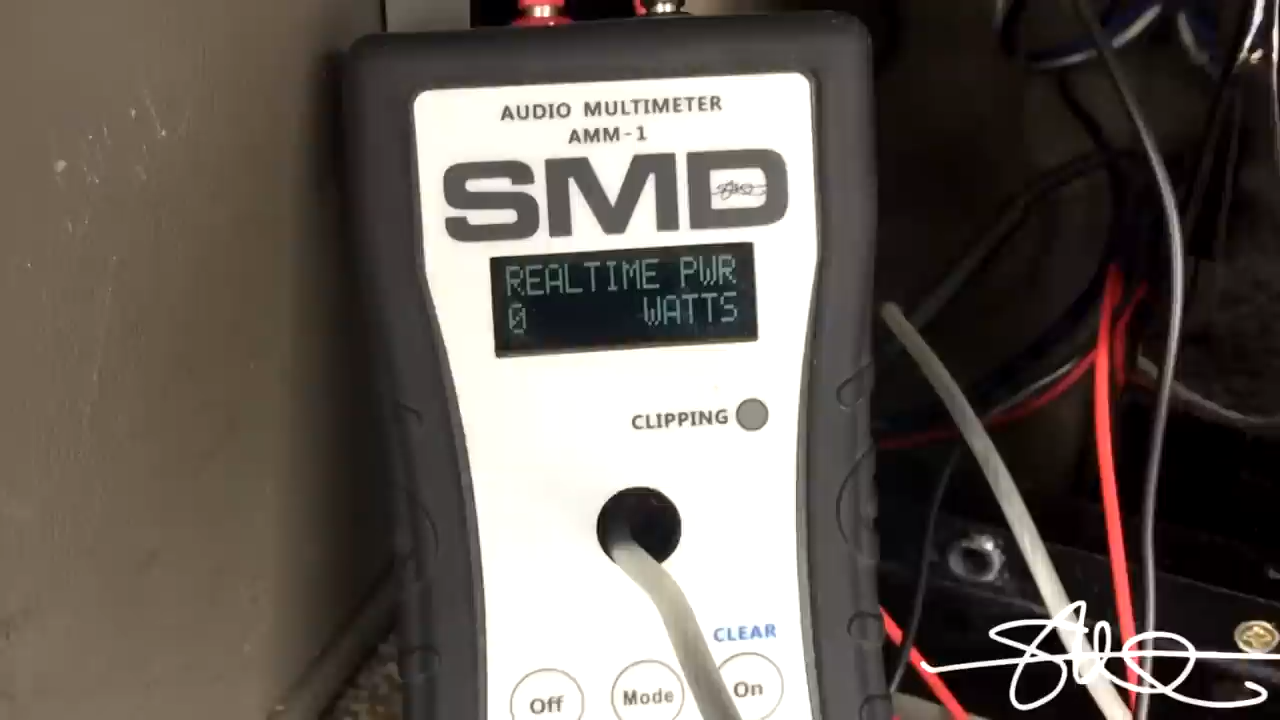 AUDIO MULTIMETER
AMM-1
SMD
REALTIME PWR
0 WATTS
CLIPPING
CLEAR
Off Mode On